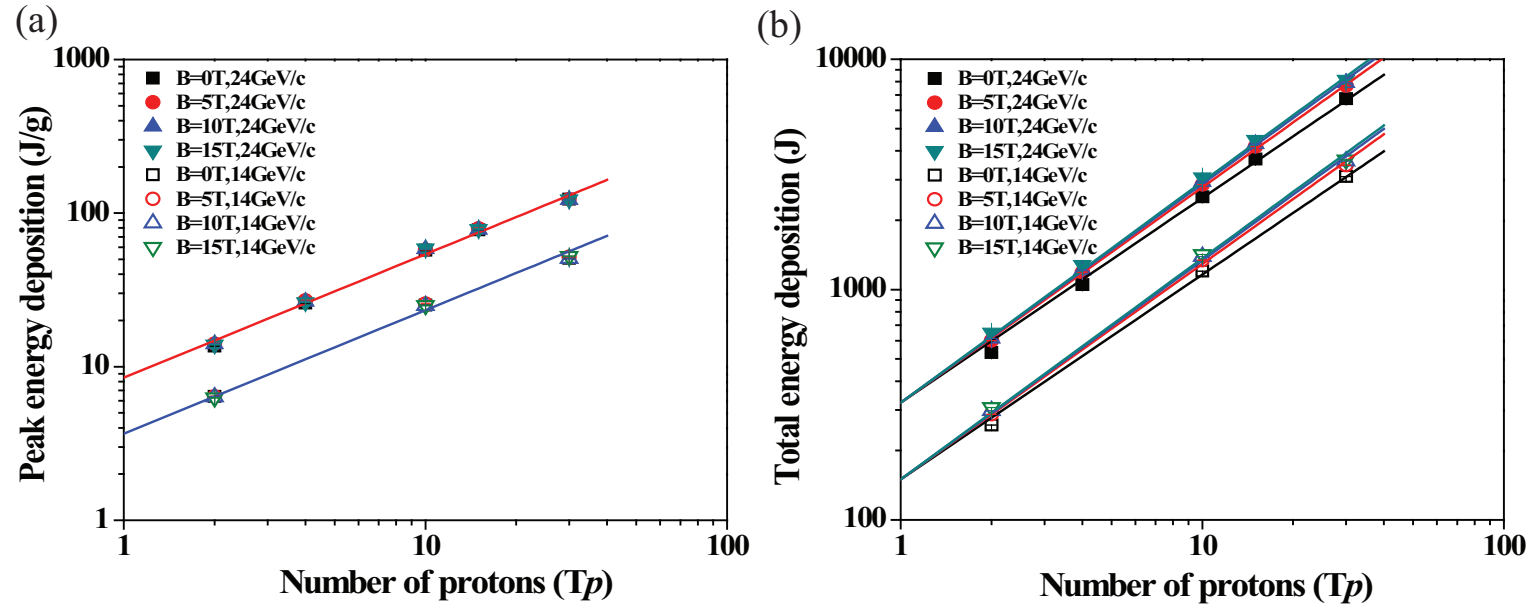 (a)
1000
100
10
1
Peak energy deposition (J/g)
B=0T,24GeV/c
B=5T,24GeV/c
B=10T,24GeV/c
B=15T,24GeV/c
B=0T,14GeV/c
B=5T,14GeV/c
B=10T,14GeV/c
B=15T,14GeV/c
1
10
100
Number of protons (Tp)
(b)
10000
1000
100
Total energy deposition (J)
B=0T,24GeV/c
B=5T,24GeV/c
B=10T,24GeV/c
B=15T,24GeV/c
B=0T,14GeV/c
B=5T,14GeV/c
B=10T,14GeV/c
B=15T,14GeV/c
1
10
100
Number of protons (Tp)